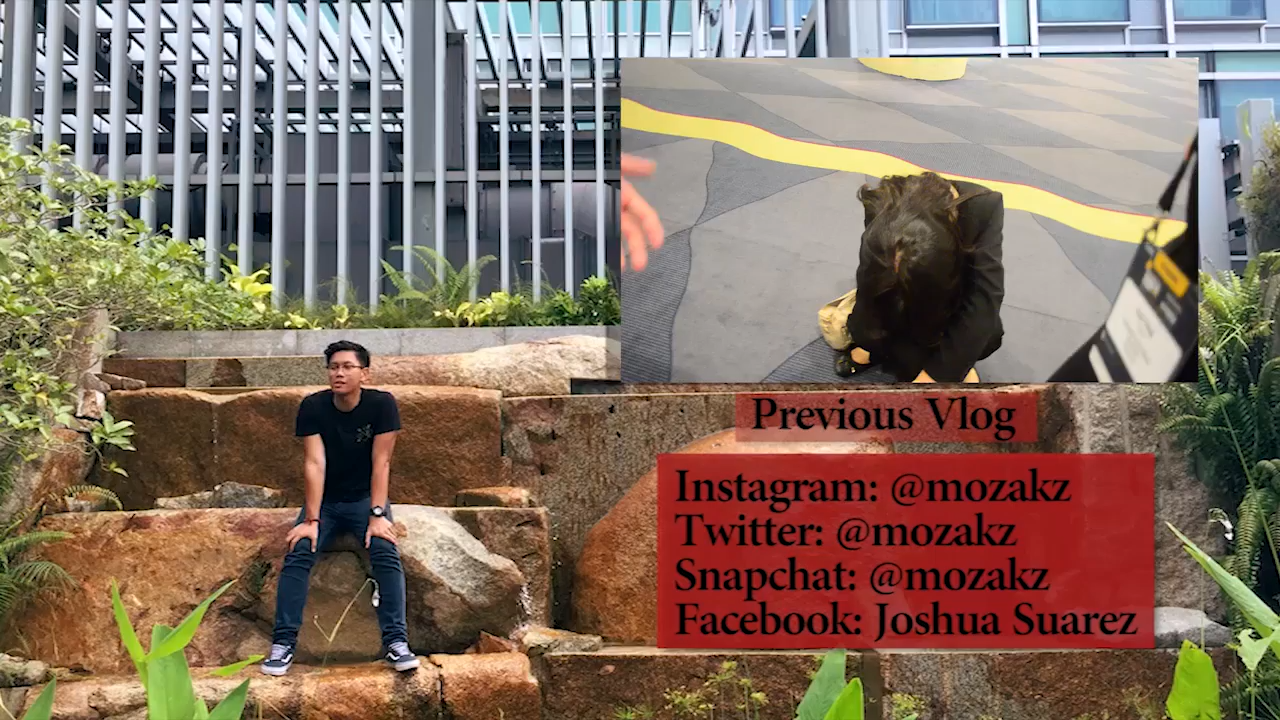 Previous Vlog
Instagram: @mozakz
Twitter: @mozakz
Snapchat: @mozakz
Facebook: Joshua Suarez